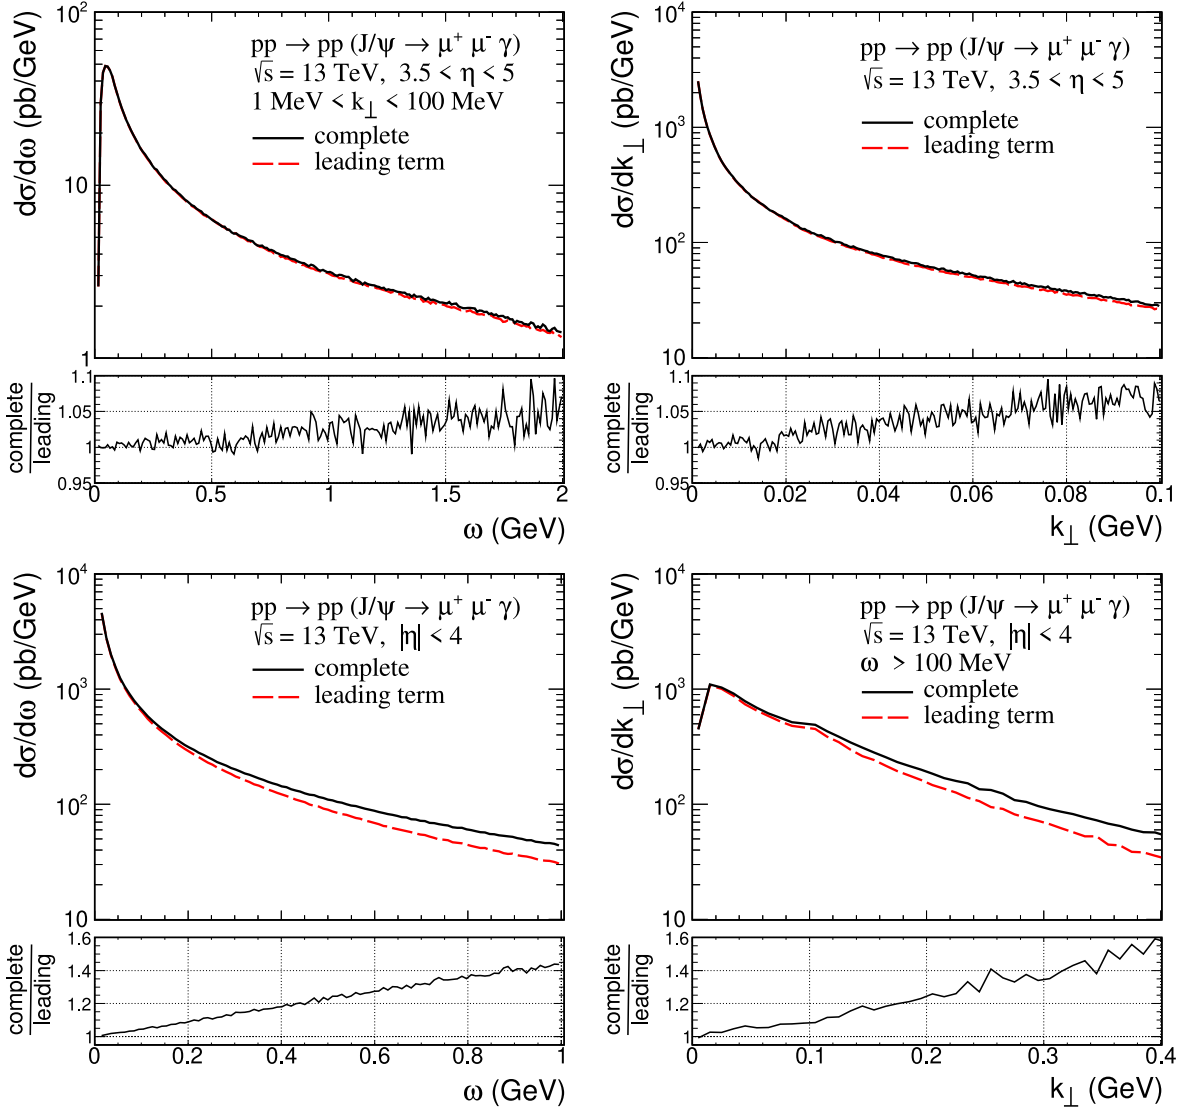 dσ/dω (pb/GeV)
10²
10
1
pp → pp (J/ψ → μ⁺ μ⁻ γ)
√s = 13 TeV, 3.5 < η < 5
1 MeV < k⊥ < 100 MeV
complete
leading term
complete
leading
1.1
1.05
1
0.95
0 0.5 1 1.5 2
ω (GeV)
dσ/dk⊥ (pb/GeV)
10⁴
10³
10²
10
pp → pp (J/ψ → μ⁺ μ⁻ γ)
√s = 13 TeV, 3.5 < η < 5
complete
leading term
complete
leading
1.1
1.05
1
0.95
0 0.02 0.04 0.06 0.08 0.1
k⊥ (GeV)
dσ/dω (pb/GeV)
10⁴
10³
10²
10
pp → pp (J/ψ → μ⁺ μ⁻ γ)
√s = 13 TeV, |η| < 4
complete
leading term
complete
leading
1.6
1.4
1.2
1
0 0.2 0.4 0.6 0.8 1
ω (GeV)
dσ/dk⊥ (pb/GeV)
10⁴
10³
10²
10
pp → pp (J/ψ → μ⁺ μ⁻ γ)
√s = 13 TeV, |η| < 4
ω > 100 MeV
complete
leading term
complete
leading
1.6
1.4
1.2
1
0 0.1 0.2 0.3 0.4
k⊥ (GeV)